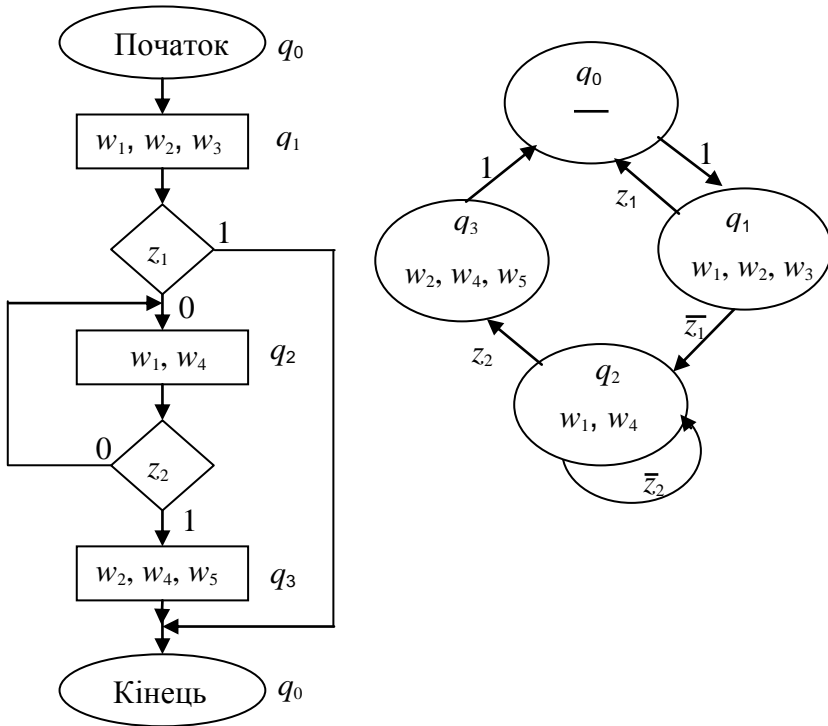 Початок q₀
w₁, w₂, w₃ q₁
z₁ 1
0
w₁, w₄ q₂
0 z₂
1
w₂, w₄, w₅ q₃
Кінець q₀
q₀
—
1 1
z₁
q₃ q₁
w₂, w₄, w₅ w₁, w₂, w₃
z̅₁
z₂
q₂
w₁, w₄
z̅₂